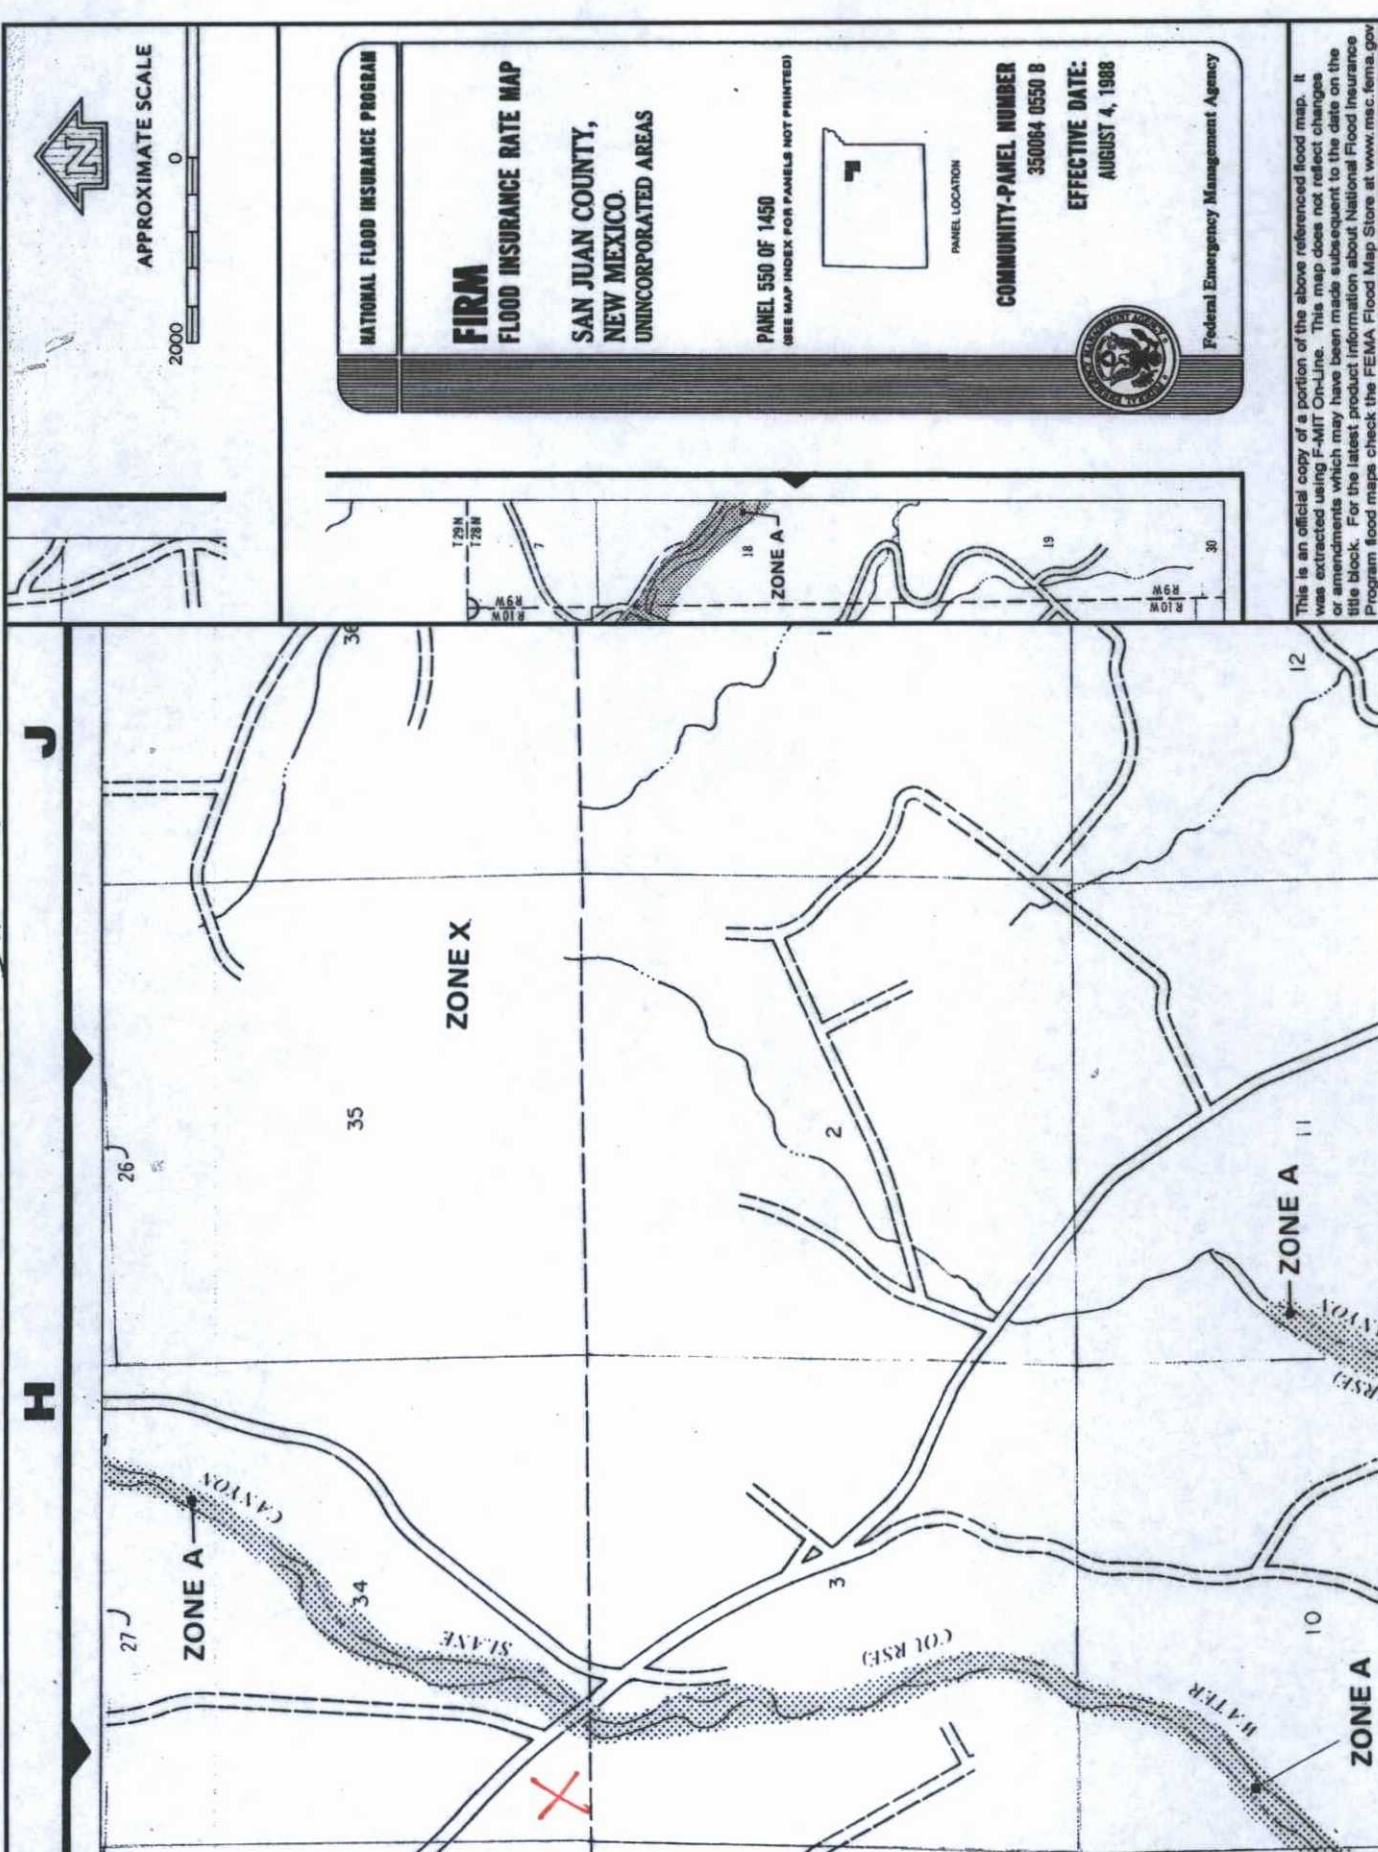 N
APPROXIMATE SCALE
2000
0
NATIONAL FLOOD INSURANCE PROGRAM
FIRM
FLOOD INSURANCE RATE MAP
SAN JUAN COUNTY,
NEW MEXICO
UNINCORPORATED AREAS
PANEL 550 OF 1450
(SEE MAP INDEX FOR PANELS NOT PRINTED)
PANEL LOCATION
COMMUNITY-PANEL NUMBER
350064 0550 B
EFFECTIVE DATE:
AUGUST 4, 1988
Federal Emergency Management Agency
This is an official copy of a portion of the above referenced flood map. It
was extracted using F-MIT On-Line. This map does not reflect changes
or amendments which may have been made subsequent to the date on the
title block. For the latest product information about National Flood Insurance
Program flood maps check the FEMA Flood Map Store at www.msc.fema.gov
T29N
T28N
R9W
R10W
7
18
ZONE A
19
R9W
R10W
30
J
H
36
1
12
ZONE X
35
26
2
11
ZONE A
27
ZONE A
34
CANYON
SLANE
3
COURSE)
10
WATER
ZONE A